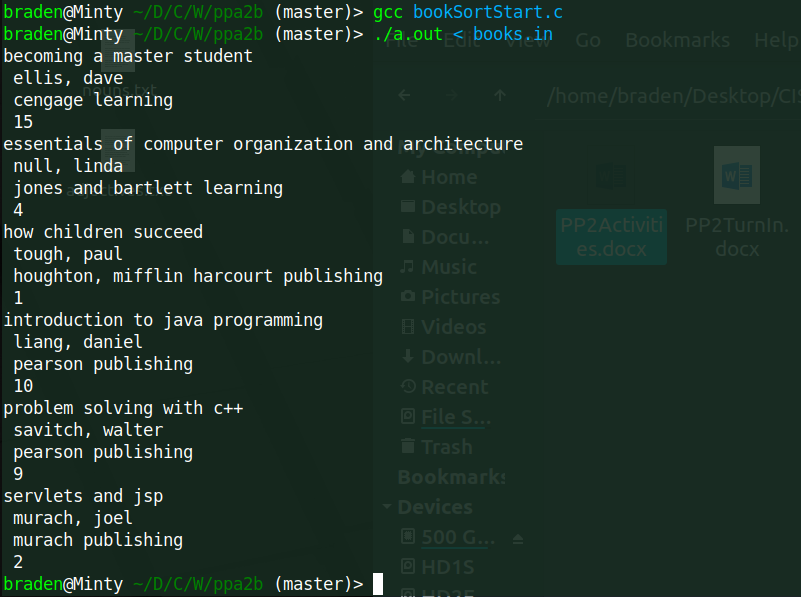 braden@Minty ~/D/C/W/ppa2b (master)> gcc bookSortStart.c
braden@Minty ~/D/C/W/ppa2b (master)> ./a.out < books.in
becoming a master student
 ellis, dave
 cengage learning
 15
essentials of computer organization and architecture
 null, linda
 jones and bartlett learning
 4
how children succeed
 tough, paul
 houghton, mifflin harcourt publishing
 1
introduction to java programming
 liang, daniel
 pearson publishing
 10
problem solving with c++
 savitch, walter
 pearson publishing
 9
servlets and jsp
 murach, joel
 murach publishing
 2
braden@Minty ~/D/C/W/ppa2b (master)>
File Edit View Go Bookmarks Help
/home/braden/Desktop/CIS
nouns.txt
Home
Desktop
Docu...
Music
Pictures
Videos
Downl...
Recent
File S...
Trash
Bookmarks
Devices
500 G...
HD1S
PP2Activiti
es.docx
PP2TurnIn.
docx